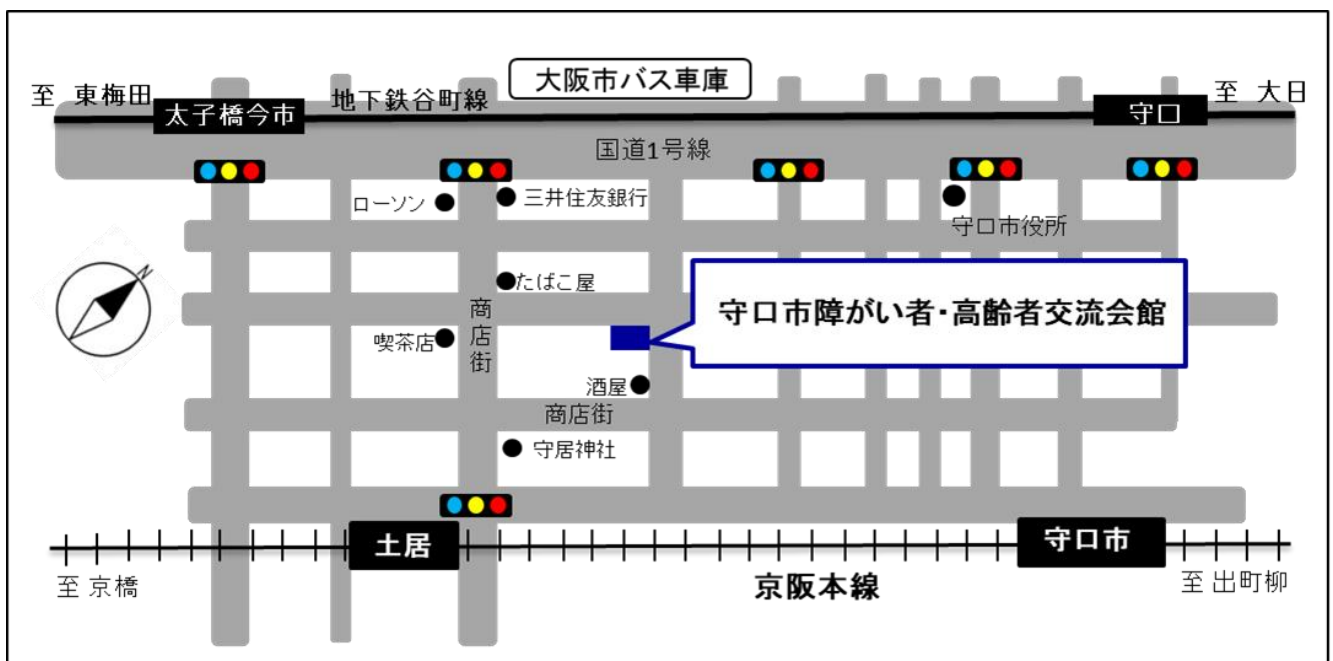 大阪市バス車庫
至 東梅田
地下鉄谷町線
至 大日
太子橋今市
守口
国道1号線
ローソン
三井住友銀行
守口市役所
N
たばこ屋
商店街
守口市障がい者・高齢者交流会館
喫茶店
酒屋
商店街
守居神社
土居
守口市
至 京橋
京阪本線
至 出町柳